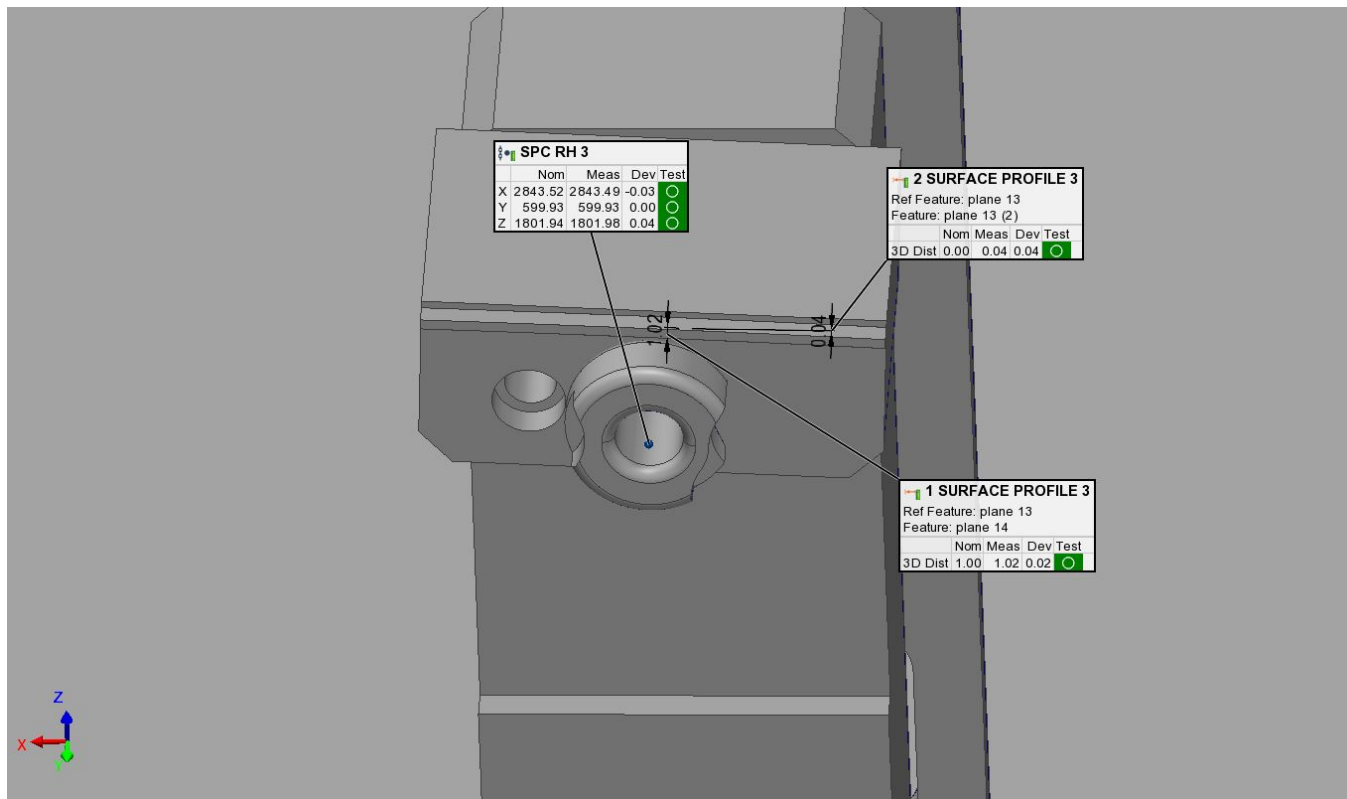 SPC RH 3
Nom Meas Dev Test
X 2843.52 2843.49 -0.03
Y 599.93 599.93 0.00
Z 1801.94 1801.98 0.04
2 SURFACE PROFILE 3
Ref Feature: plane 13
Feature: plane 13 (2)
Nom Meas Dev Test
3D Dist 0.00 0.04 0.04
1.02
0.04
1 SURFACE PROFILE 3
Ref Feature: plane 13
Feature: plane 14
Nom Meas Dev Test
3D Dist 1.00 1.02 0.02
Z
X
Y